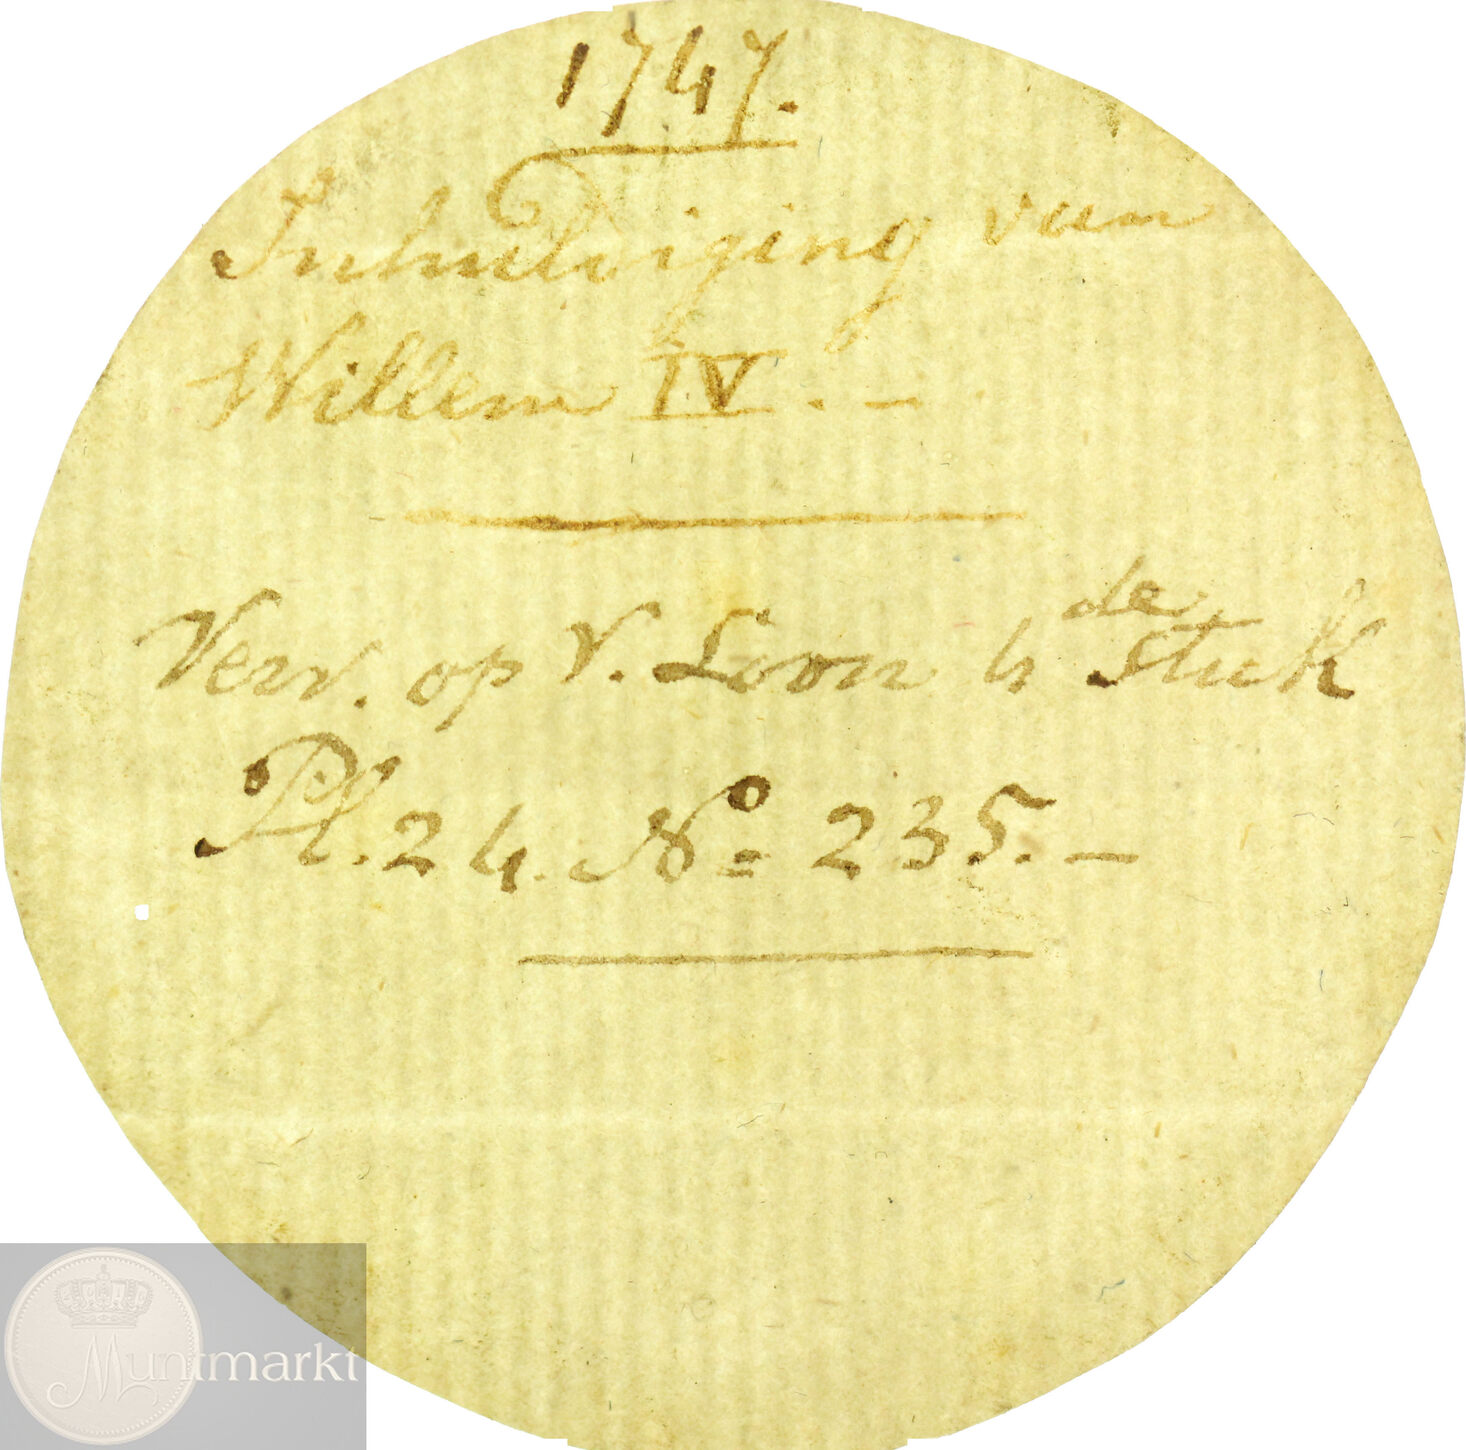 1747.
Inhuldiging van
Willem IV. –
Verv. op V. Loon 4de Stuk
Pl. 24. No= 235. –
Muntmarkt